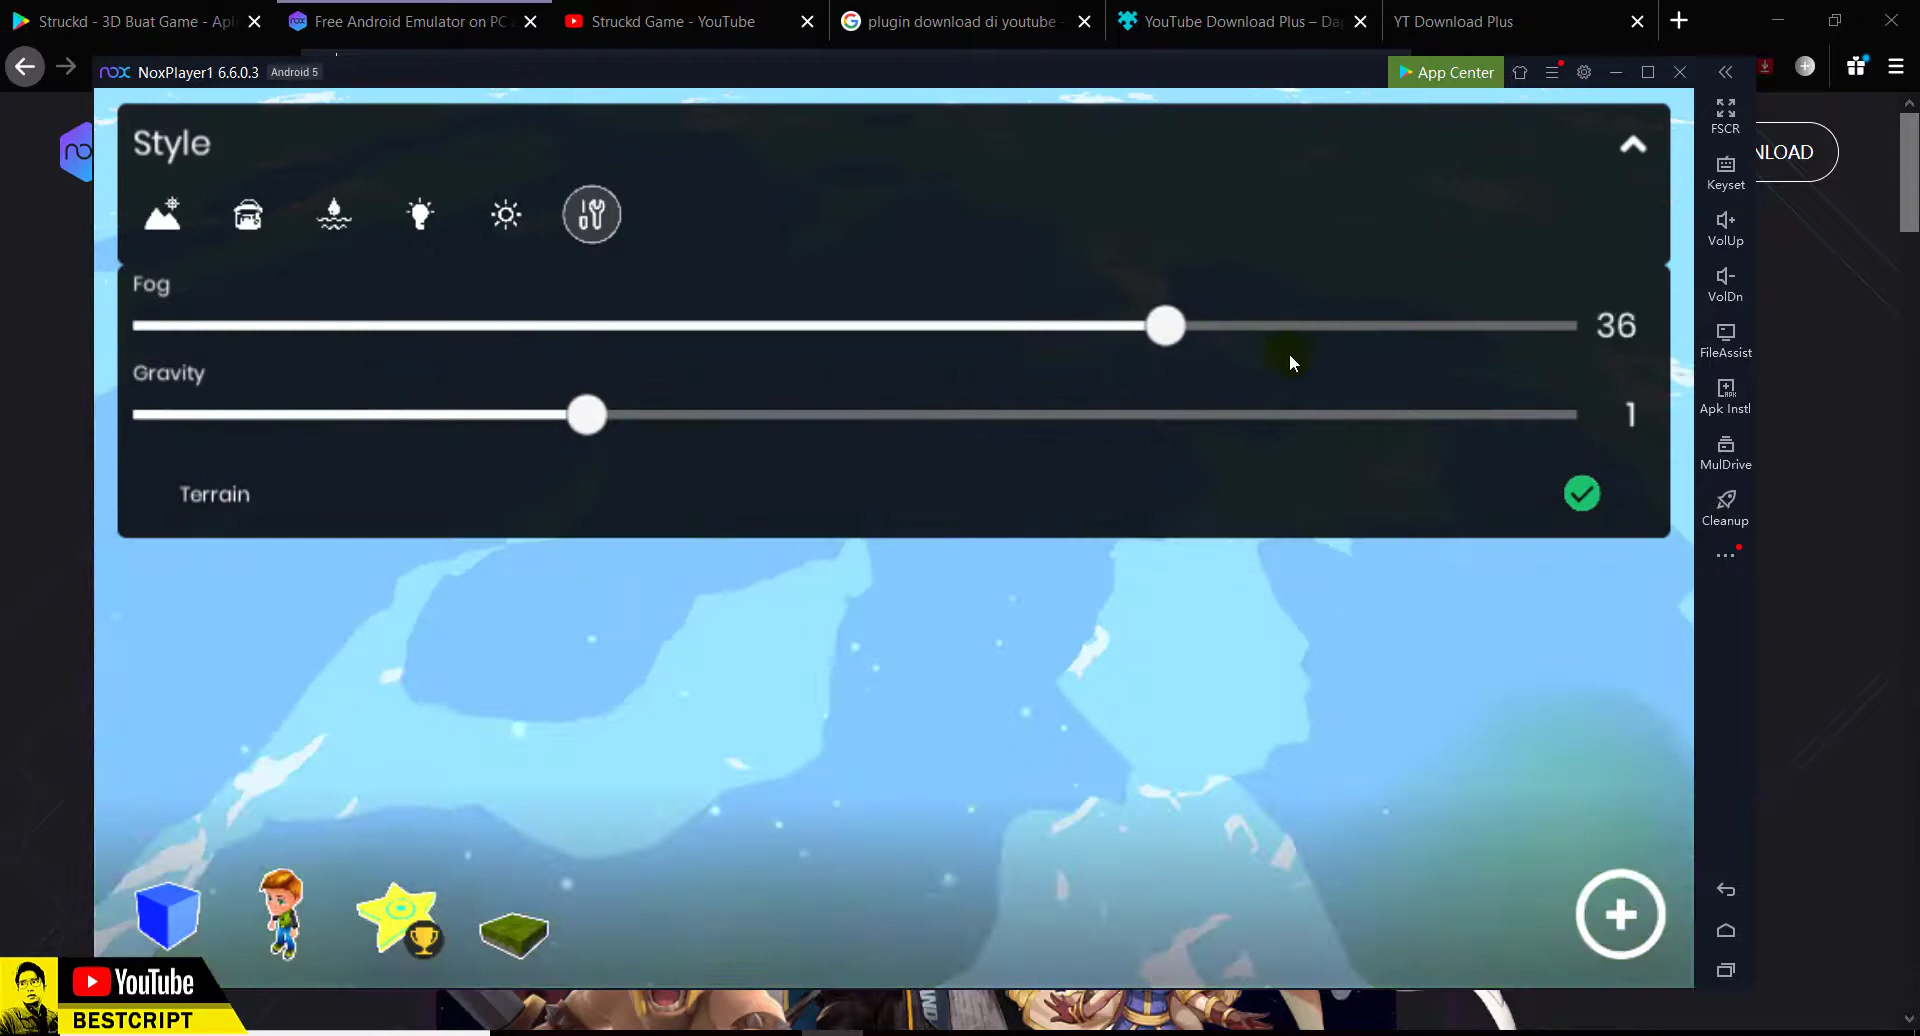 Struckd - 3D Buat Game - Apl
Free Android Emulator on PC
Struckd Game - YouTube
plugin download di youtube -
YouTube Download Plus – Da
YT Download Plus
nox NoxPlayer1 6.6.0.3 Android 5
App Center
NLOAD
Style
Fog
36
Gravity
1
Terrain
FSCR
Keyset
VolUp
VolDn
FileAssist
Apk Instl
MulDrive
Cleanup
YouTube
BESTCRIPT